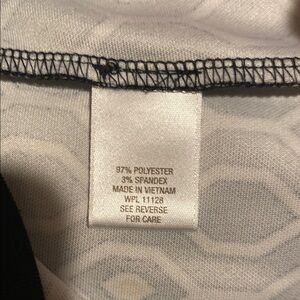 97% POLYESTER
3% SPANDEX
MADE IN VIETNAM
WPL 11128
SEE REVERSE
FOR CARE